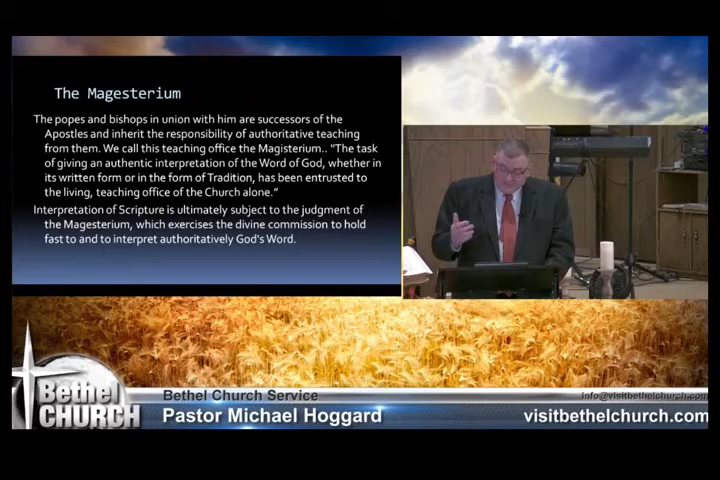 The Magesterium
The popes and bishops in union with him are successors of the
Apostles and inherit the responsibility of authoritative teaching
from them. We call this teaching office the Magisterium.. "The task
of giving an authentic interpretation of the Word of God, whether in
its written form or in the form of Tradition, has been entrusted to
the living, teaching office of the Church alone.”
Interpretation of Scripture is ultimately subject to the judgment of
the Magesterium, which exercises the divine commission to hold
fast to and to interpret authoritatively God's Word.
Bethel
CHURCH
Bethel Church Service
info@visitbethelchurch.com
Pastor Michael Hoggard
visitbethelchurch.com